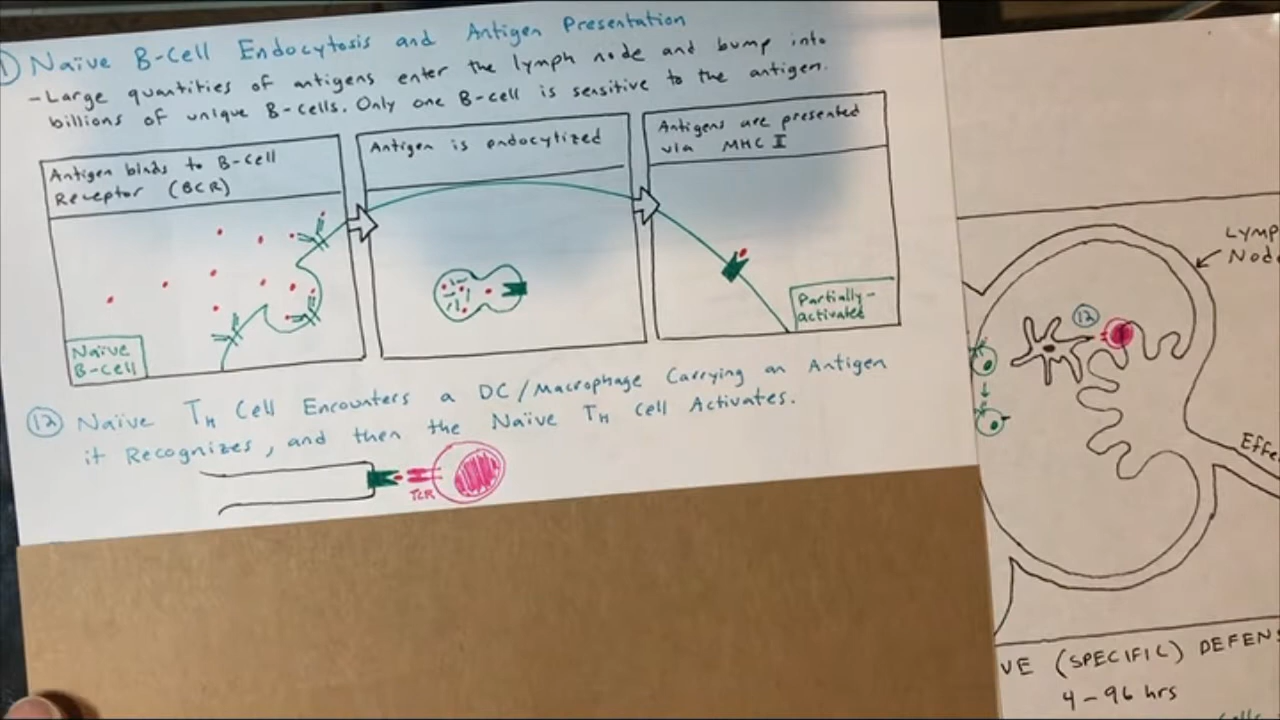 Naïve B-Cell Endocytosis and Antigen Presentation
- Large quantities of antigens enter the lymph node and bump into
billions of unique B-cells. Only one B-cell is sensitive to the antigen.
Antigen binds to B-Cell
Receptor (BCR)
Naïve
B-Cell
Antigen is endocytized
Antigens are presented
via MHC II
Partially-
activated
12 Naïve TH Cell Encounters a DC/Macrophage Carrying an Antigen
it Recognizes, and then the Naïve TH Cell Activates.
TCR
Lymp
Node
12
Effe
VE (SPECIFIC) DEFENS
4-96 hrs